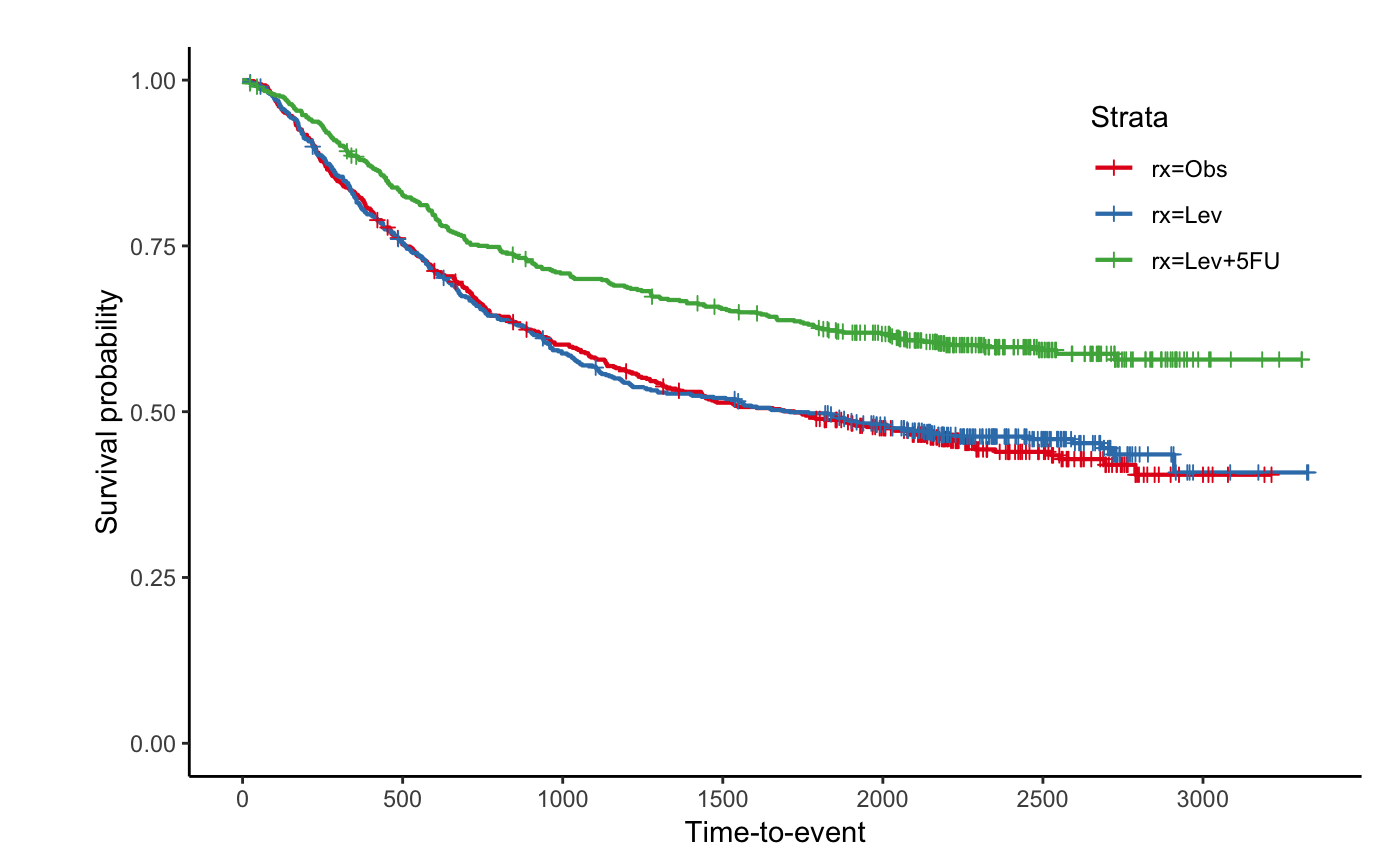 Strata
rx=Obs
rx=Lev
rx=Lev+5FU
Survival probability
1.00
0.75
0.50
0.25
0.00
0 500 1000 1500 2000 2500 3000
Time-to-event